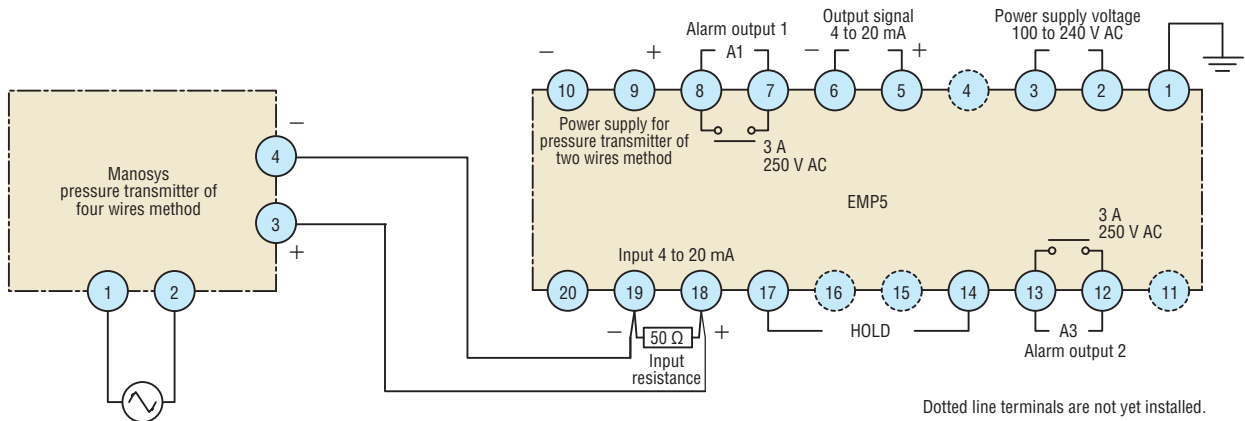 Alarm output 1
Output signal
4 to 20 mA
Power supply voltage
100 to 240 V AC
− + A1 − +
10 9 8 7 6 5 4 3 2 1
Power supply for
pressure transmitter of
two wires method
3 A
250 V AC
Manosys
pressure transmitter of
four wires method
−
4
3
+
1 2
EMP5
3 A
250 V AC
Input 4 to 20 mA
20 19 18 17 16 15 14 13 12 11
− 50 Ω +
Input
resistance
HOLD
A3
Alarm output 2
Dotted line terminals are not yet installed.